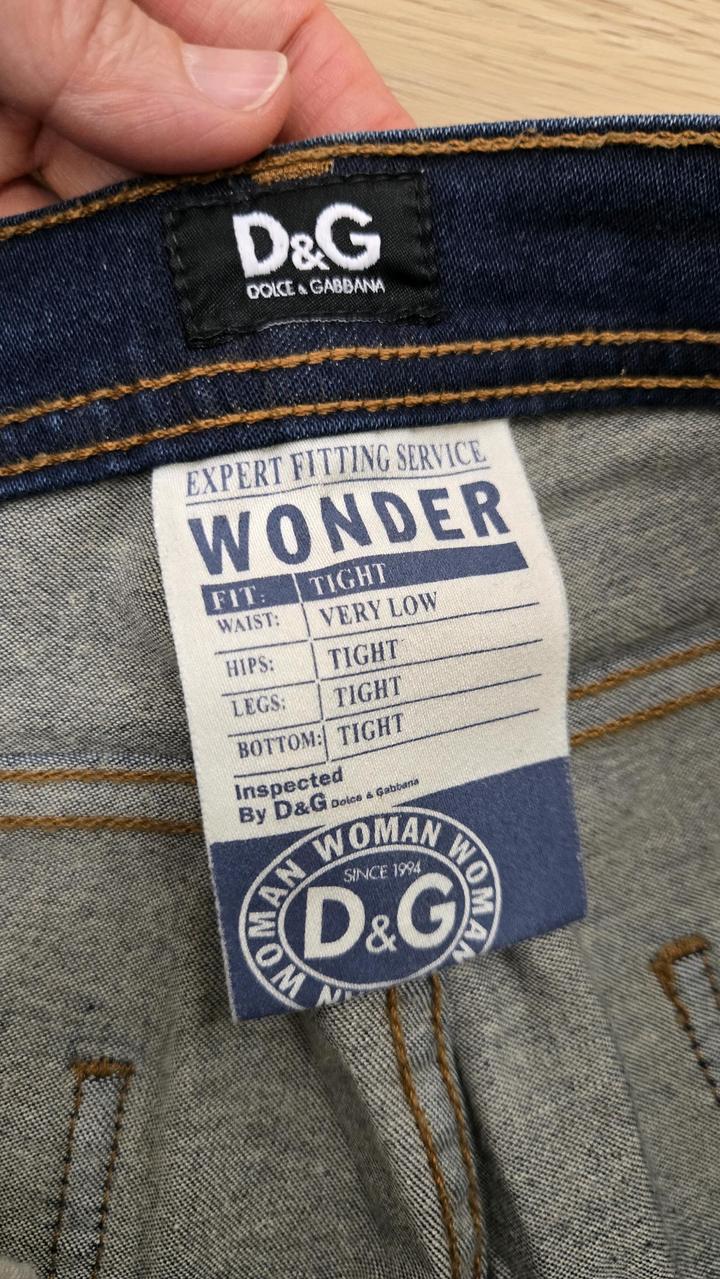 D&G
DOLCE & GABBANA
EXPERT FITTING SERVICE
WONDER
FIT: TIGHT
WAIST: VERY LOW
HIPS: TIGHT
LEGS: TIGHT
BOTTOM: TIGHT
Inspected
By D&G Dolce & Gabbana
WOMAN WOMAN WOMAN
SINCE 1994
D&G